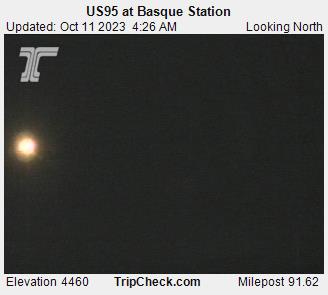 US95 at Basque Station
Updated: Oct 11 2023 4:26 AM Looking North
Elevation 4460 TripCheck.com Milepost 91.62